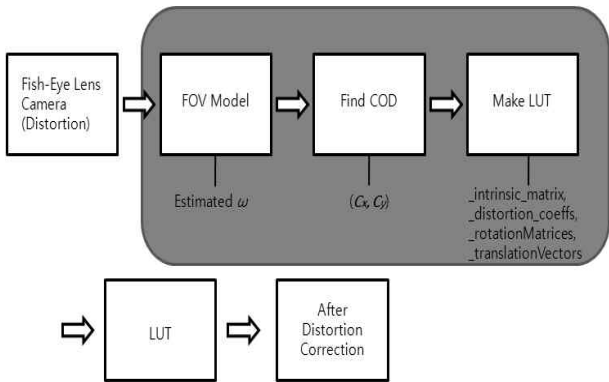 Fish-Eye Lens
Camera
(Distortion)
FOV Model
Find COD
Make LUT
Estimated ω
(Cx, Cy)
_intrinsic_matrix,
_distortion_coeffs,
_rotationMatrices,
_translationVectors
LUT
After
Distortion
Correction